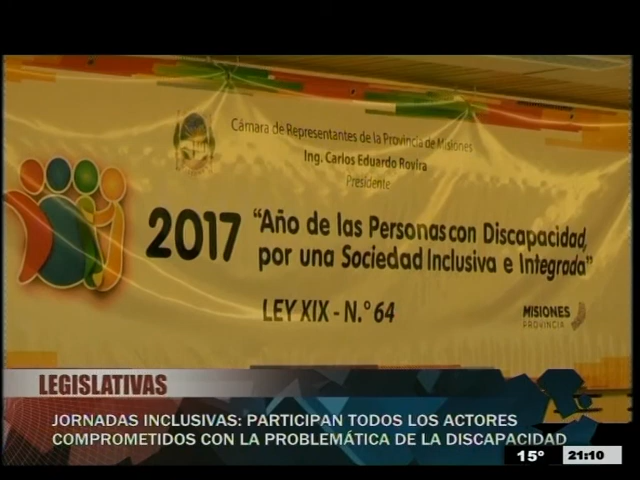 Cámara de Representantes de la Provincia de Misiones
Ing. Carlos Eduardo Rovira
Presidente
2017 "Año de las Personas con Discapacidad,
por una Sociedad Inclusiva e Integrada"
LEY XIX - N.° 64
MISIONES
PROVINCIA
LEGISLATIVAS
JORNADAS INCLUSIVAS: PARTICIPAN TODOS LOS ACTORES
COMPROMETIDOS CON LA PROBLEMÁTICA DE LA DISCAPACIDAD
15° 21:10